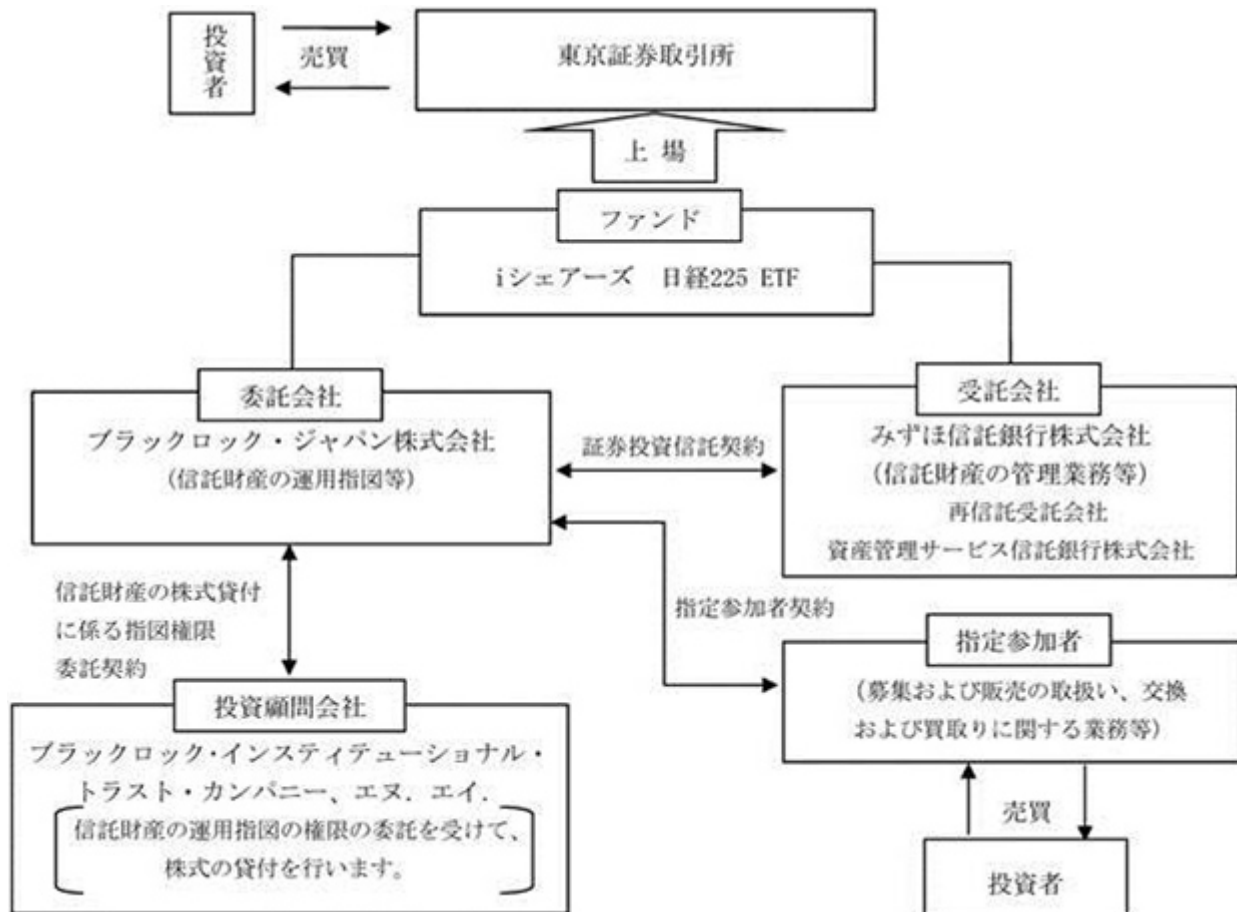 投資者
売買
東京証券取引所
上 場
ファンド
iシェアーズ 日経225 ETF
委託会社
ブラックロック・ジャパン株式会社
(信託財産の運用指図等)
証券投資信託契約
受託会社
みずほ信託銀行株式会社
(信託財産の管理業務等)
再信託受託会社
資産管理サービス信託銀行株式会社
信託財産の株式貸付
に係る指図権限
委託契約
指定参加者契約
指定参加者
(募集および販売の取扱い、交換
および買取りに関する業務等)
投資顧問会社
ブラックロック・インスティテューショナル・
トラスト・カンパニー、エヌ．エイ．
信託財産の運用指図の権限の委託を受けて、
株式の貸付を行います。
売買
投資者